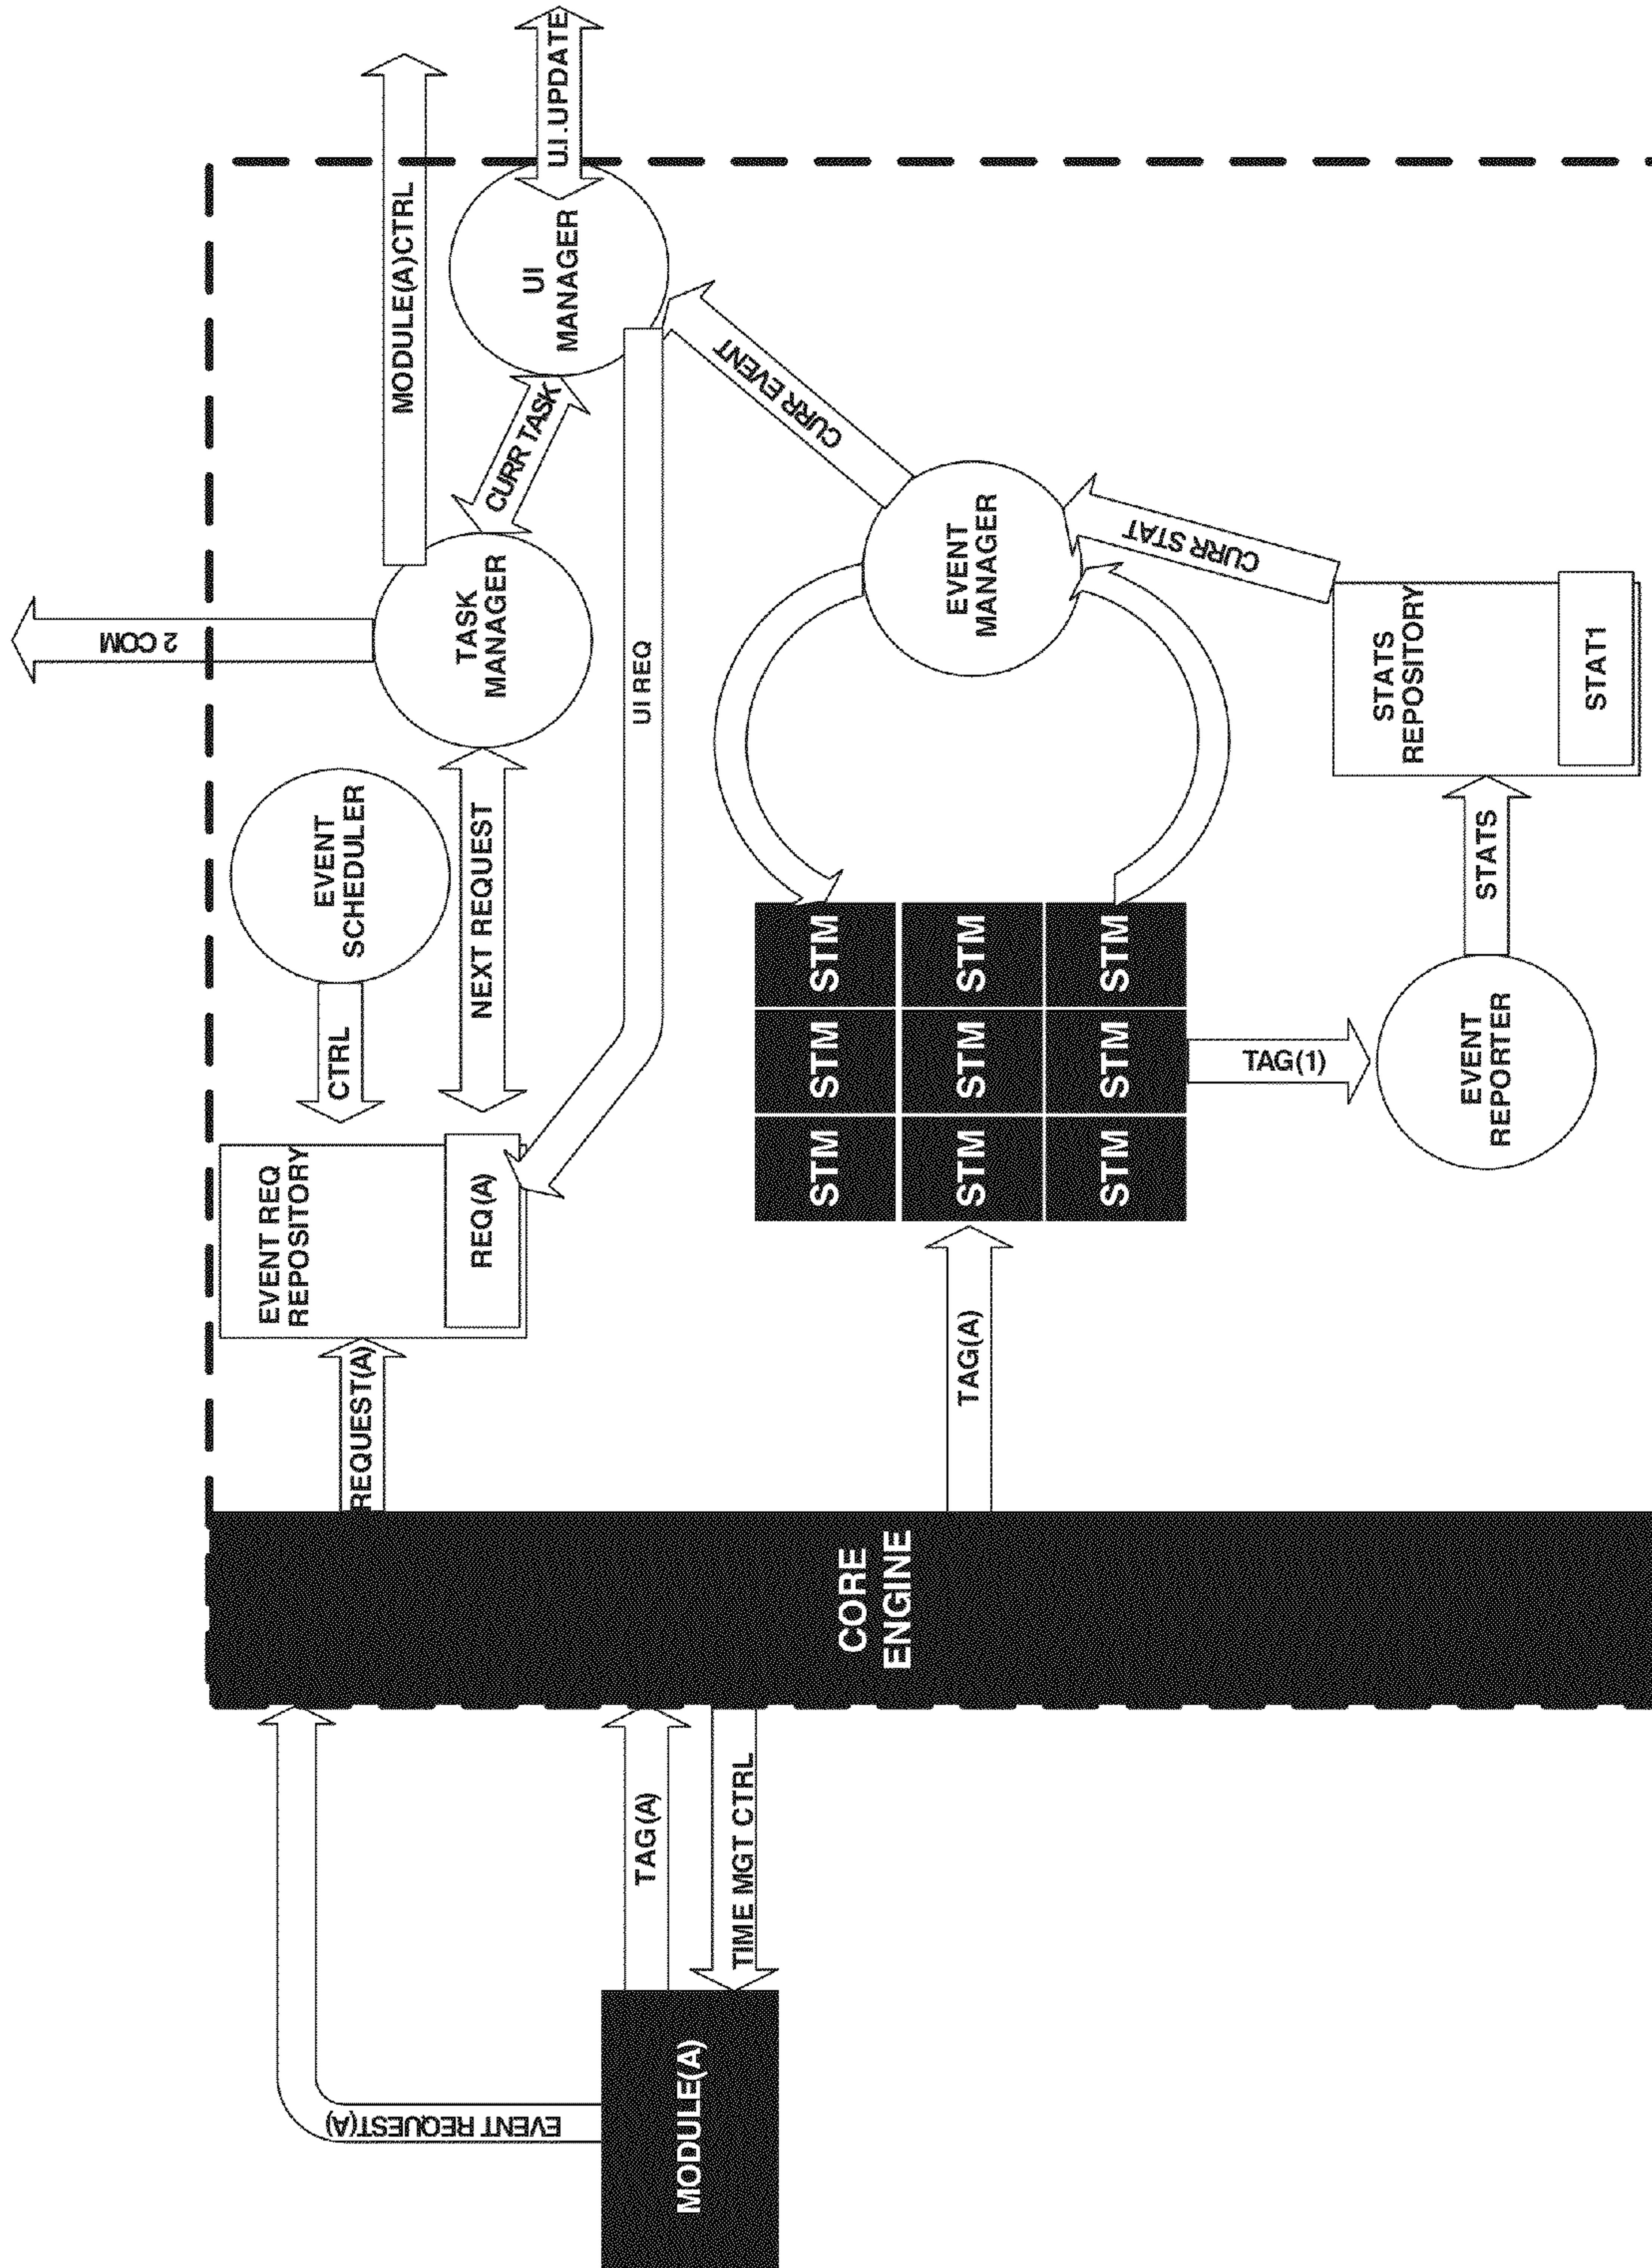 2 COM
EVENT REQUEST(A)
MODULE(A)
TAG(A)
TIME MGT CTRL
CORE
ENGINE
REQUEST(A)
EVENT REQ
REPOSITORY
REQ(A)
CTRL
EVENT
SCHEDULER
NEXT REQUEST
TASK
MANAGER
MODULE(A)CTRL
CURR TASK
UI
MANAGER
U.I.UPDATE
UI REQ
TAG(A)
STM
STM
STM
STM
STM
STM
STM
STM
STM
EVENT
MANAGER
CURR EVENT
TAG(1)
EVENT
REPORTER
STATS
STATS
REPOSITORY
STAT1
CURR STAT